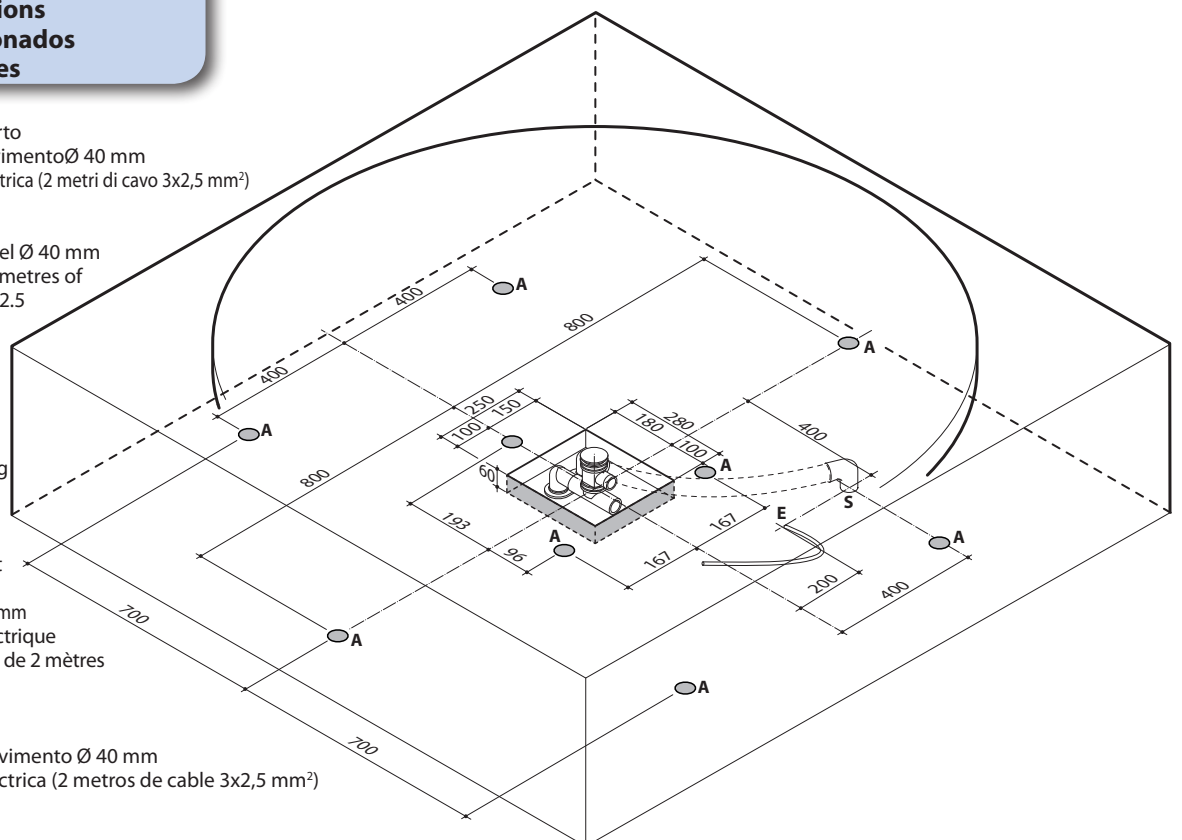 ions
onados
es
rto
rimentoØ 40 mm
trica (2 metri di cavo 3x2,5 mm²)
el Ø 40 mm
metres of
2.5
g
t
mm
ctrique
de 2 mètres
vimento Ø 40 mm
ctrica (2 metros de cable 3x2,5 mm²)
A
400
800
A
400
A
250
150
100
280
180
100
A
400
60
800
S
E
193
167
A
96
167
A
200
400
700
A
A
700